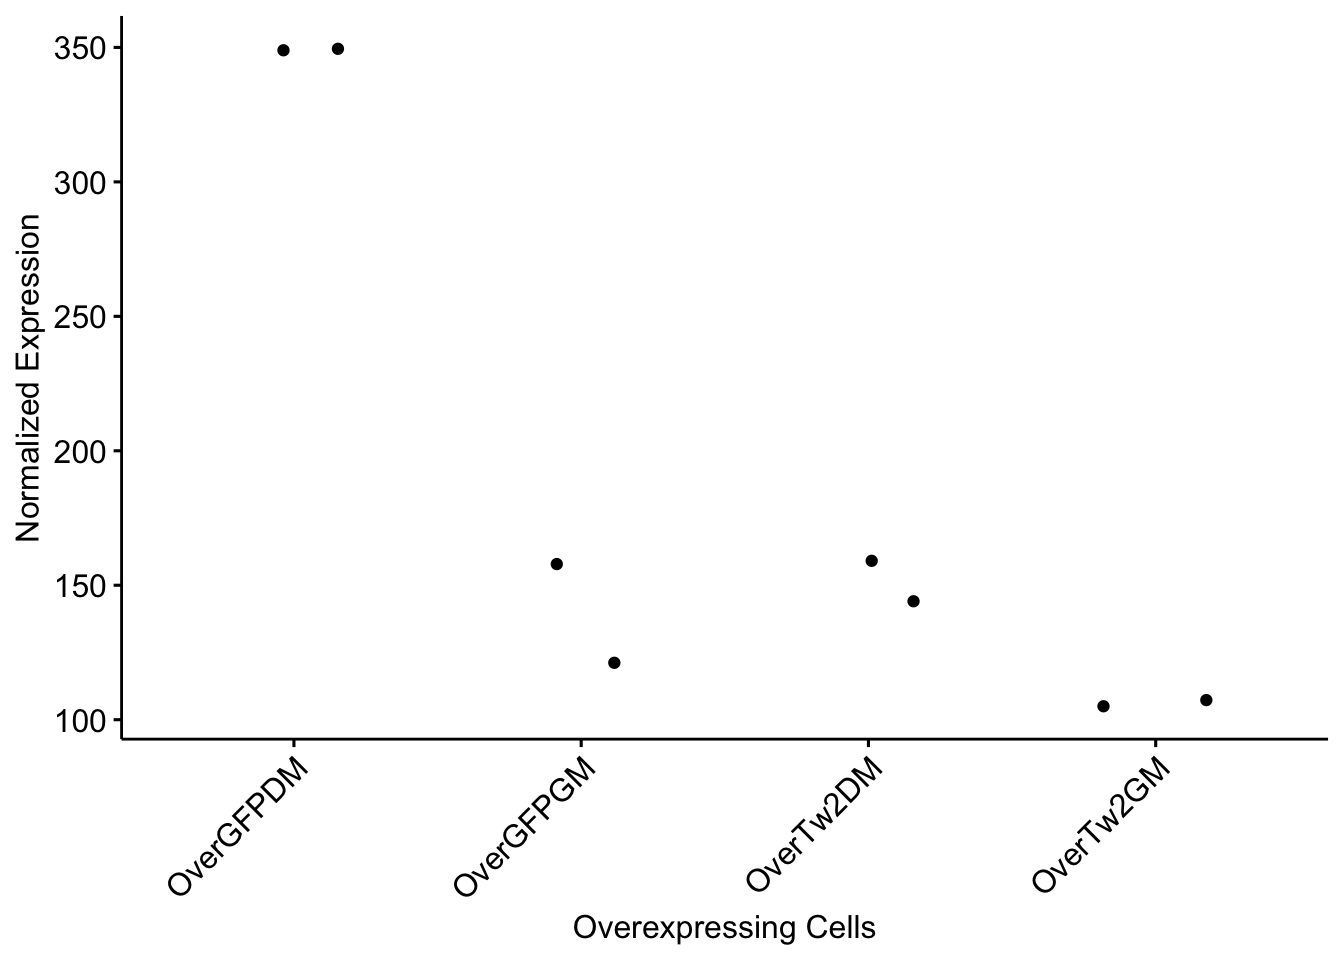 Normalized Expression
350
300
250
200
150
100
OverGFPDM
OverGFPGM
OverTw2DM
OverTw2GM
Overexpressing Cells